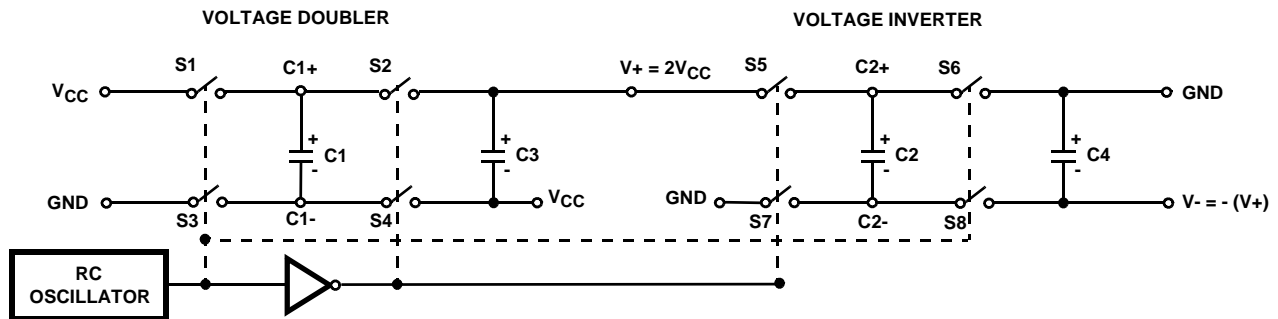 VOLTAGE DOUBLER
VOLTAGE INVERTER
S1 C1+ S2 V+ = 2VCC S5 C2+ S6
VCC GND
+ + + +
C1 C3 C2 C4
- - - -
GND VCC GND V- = - (V+)
S3 C1- S4 S7 C2- S8
RC
OSCILLATOR